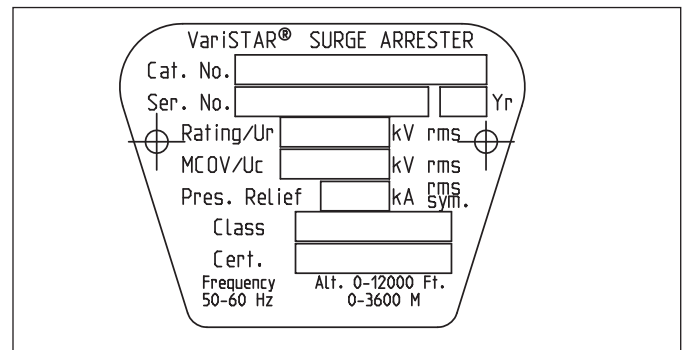 VariSTAR® SURGE ARRESTER
Cat. No.
Ser. No. Yr
Rating/Ur kV rms
MCOV/Uc kV rms
Pres. Relief kA rms sym.
Class
Cert.
Frequency Alt. 0-12000 Ft.
50-60 Hz 0-3600 M